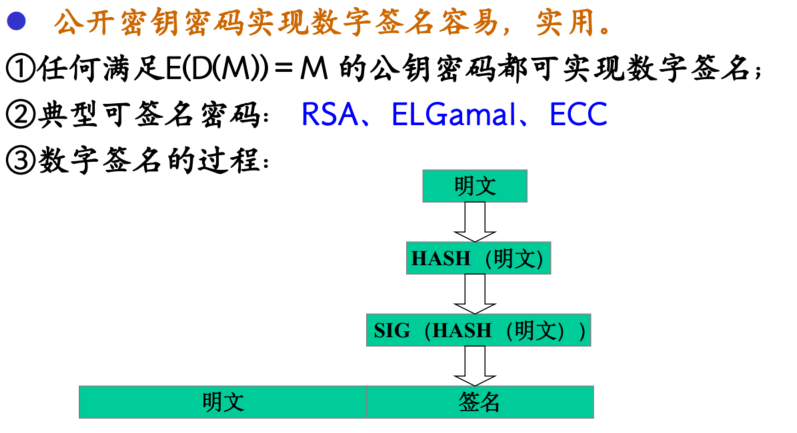 ● 公开密钥密码实现数字签名容易，实用。
①任何满足E(D(M))＝M 的公钥密码都可实现数字签名；
②典型可签名密码： RSA、ELGamal、ECC
③数字签名的过程：
明文
HASH（明文）
SIG（HASH（明文））
明文 签名